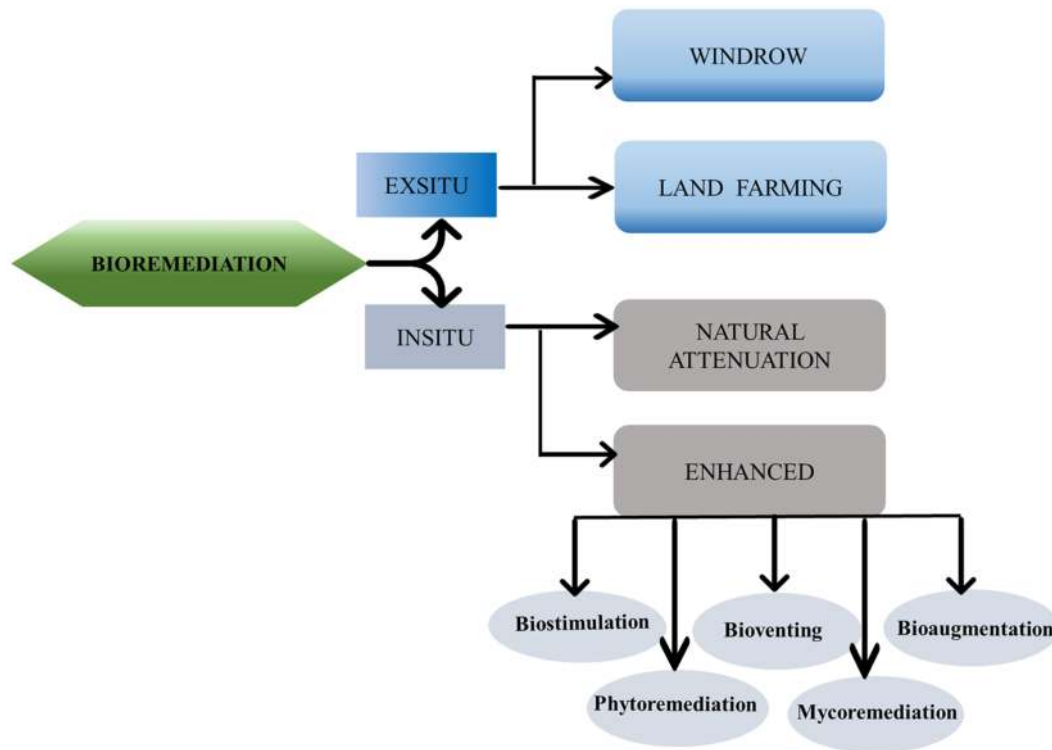 WINDROW
EXSITU
LAND FARMING
BIOREMEDIATION
INSITU
NATURAL
ATTENUATION
ENHANCED
Biostimulation
Bioventing
Bioaugmentation
Phytoremediation
Mycoremediation